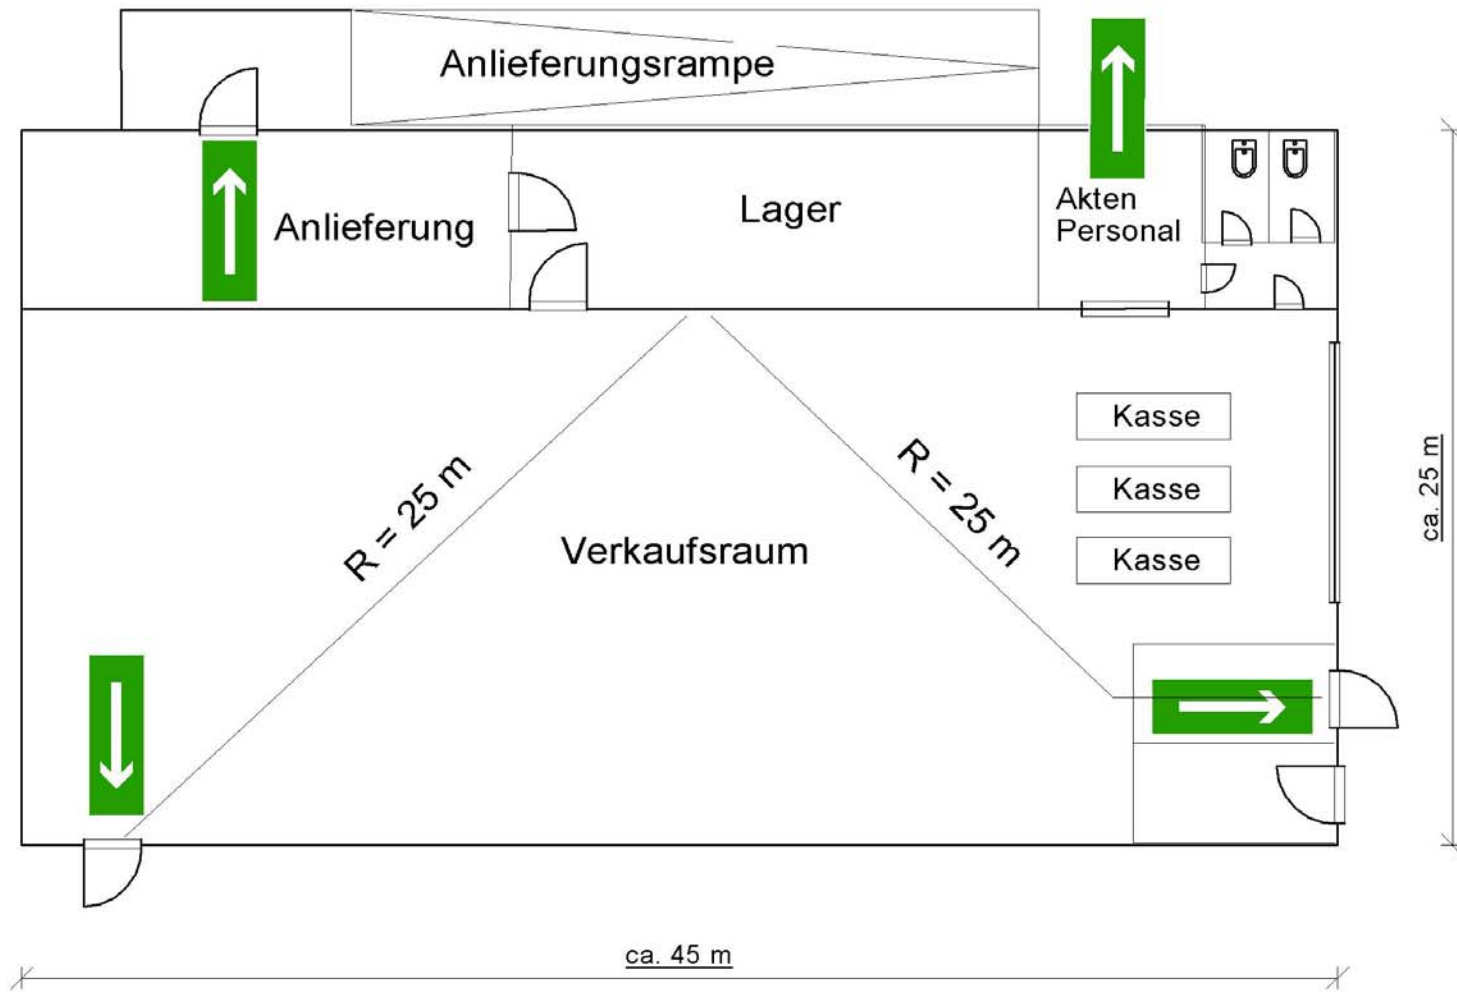 Anlieferungsrampe
Anlieferung
Lager
Akten
Personal
Kasse
Kasse
Kasse
R = 25 m
R = 25 m
Verkaufsraum
ca. 25 m
ca. 45 m